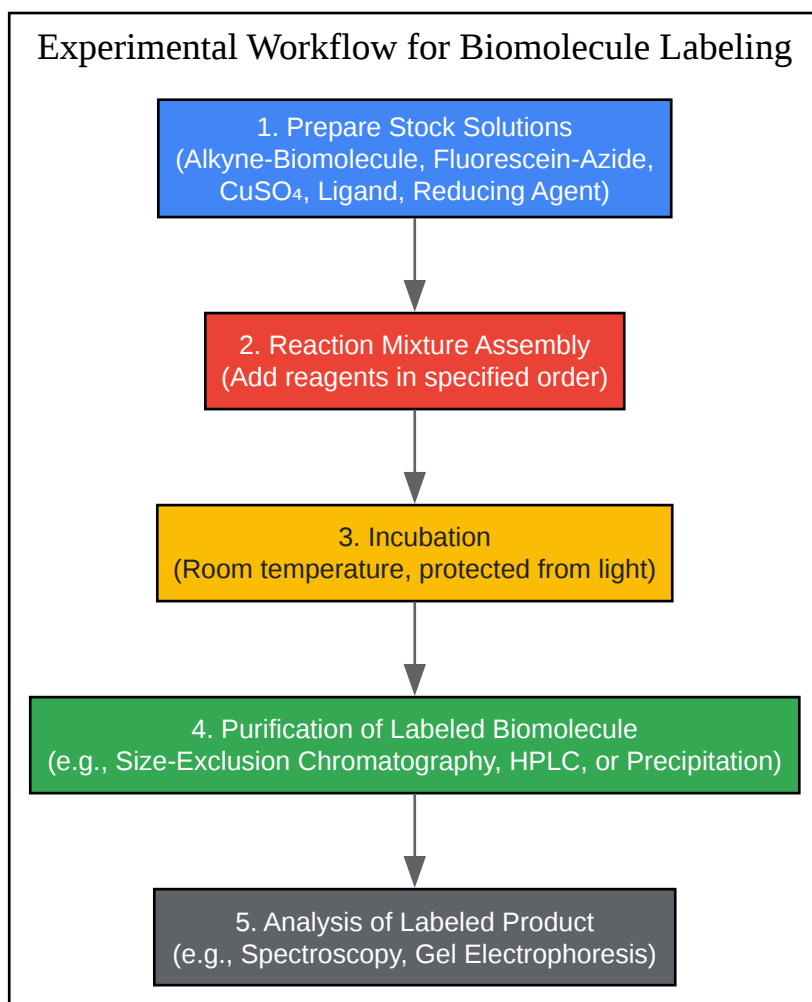 Experimental Workflow for Biomolecule Labeling
1. Prepare Stock Solutions
(Alkyne-Biomolecule, Fluorescein-Azide,
CuSO₄, Ligand, Reducing Agent)
2. Reaction Mixture Assembly
(Add reagents in specified order)
3. Incubation
(Room temperature, protected from light)
4. Purification of Labeled Biomolecule
(e.g., Size-Exclusion Chromatography, HPLC, or Precipitation)
5. Analysis of Labeled Product
(e.g., Spectroscopy, Gel Electrophoresis)